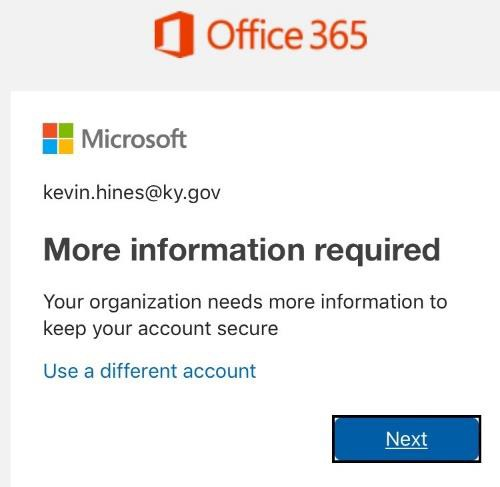 Office 365
Microsoft
kevin.hines@ky.gov
More information required
Your organization needs more information to
keep your account secure
Use a different account
Next